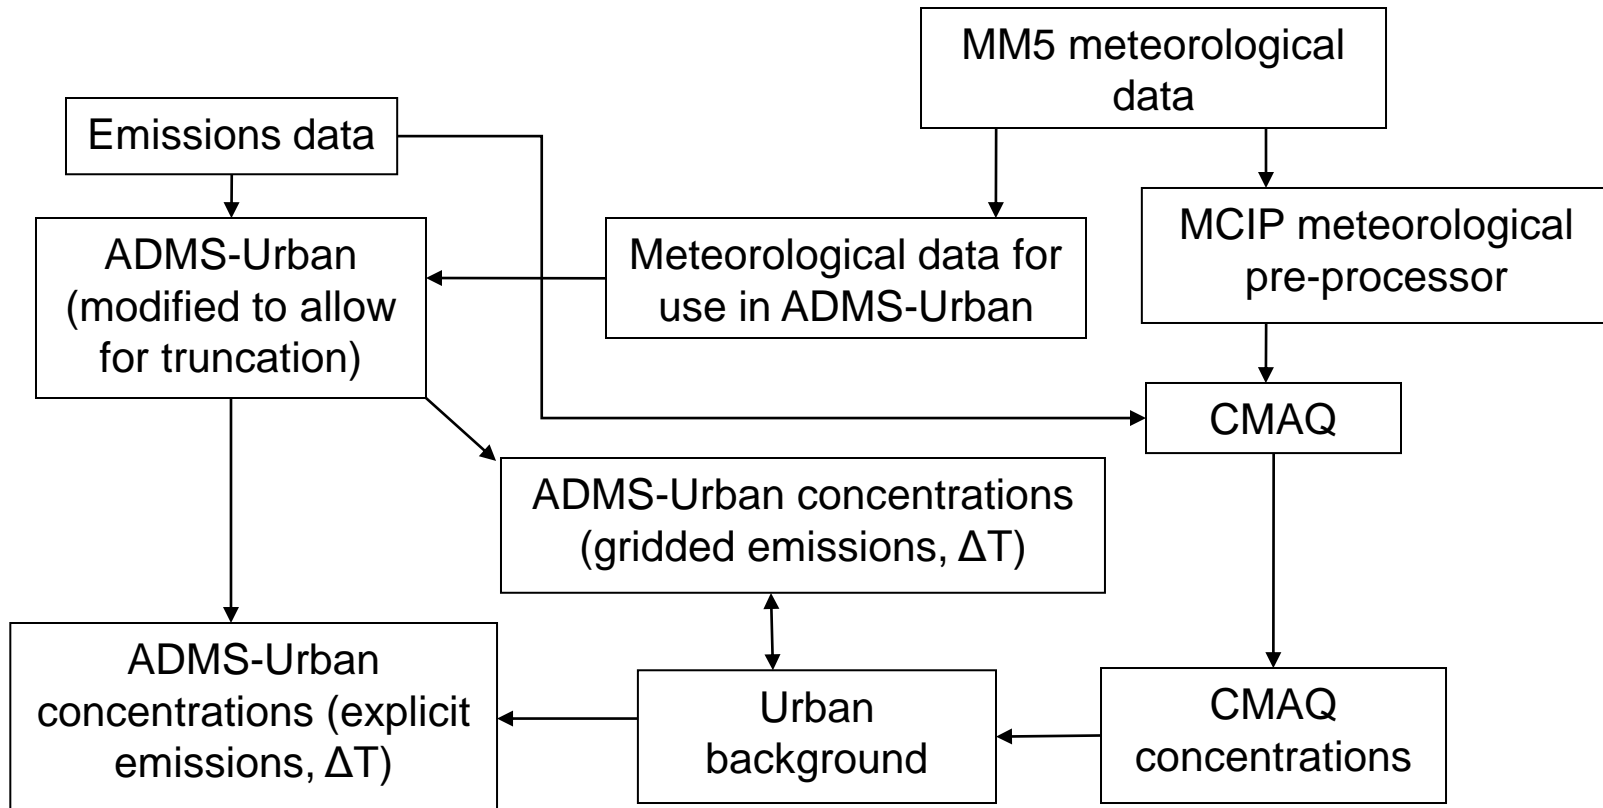 MM5 meteorological
data
Emissions data
ADMS-Urban
(modified to allow
for truncation)
Meteorological data for
use in ADMS-Urban
MCIP meteorological
pre-processor
CMAQ
ADMS-Urban concentrations
(gridded emissions, ΔT)
ADMS-Urban
concentrations (explicit
emissions, ΔT)
Urban
background
CMAQ
concentrations